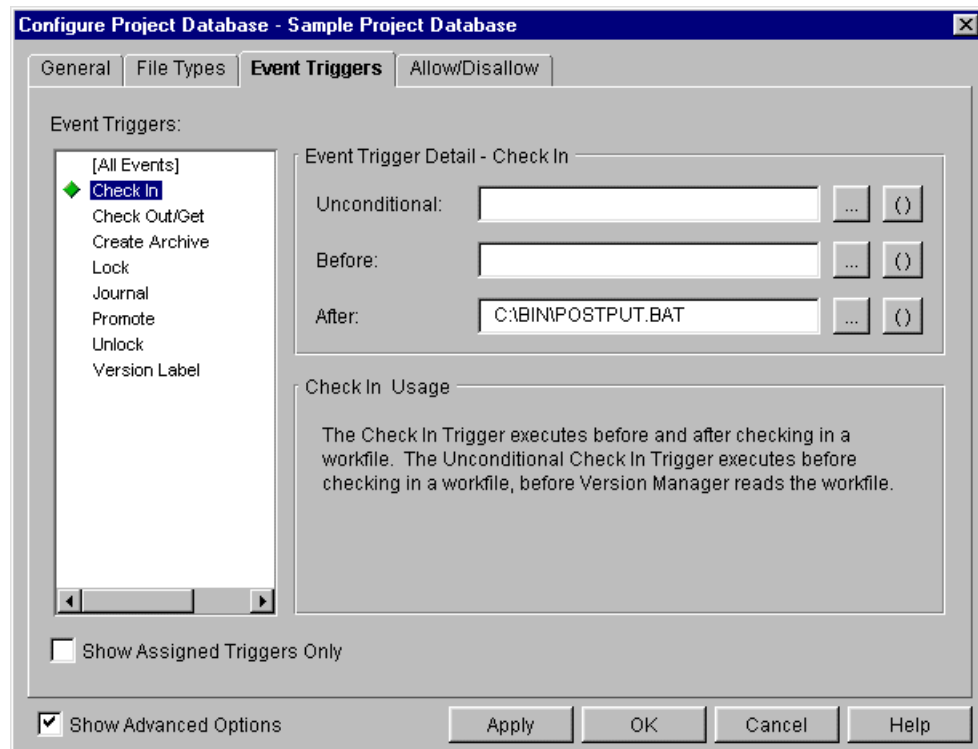 Configure Project Database - Sample Project Database
General
File Types
Event Triggers
Allow/Disallow
Event Triggers:
[All Events]
Check In
Check Out/Get
Create Archive
Lock
Journal
Promote
Unlock
Version Label
Event Trigger Detail - Check In
Unconditional:
...
()
Before:
...
()
After:
C:\BIN\POSTPUT.BAT
...
()
Check In Usage
The Check In Trigger executes before and after checking in a
workfile. The Unconditional Check In Trigger executes before
checking in a workfile, before Version Manager reads the workfile.
Show Assigned Triggers Only
Show Advanced Options
Apply
OK
Cancel
Help